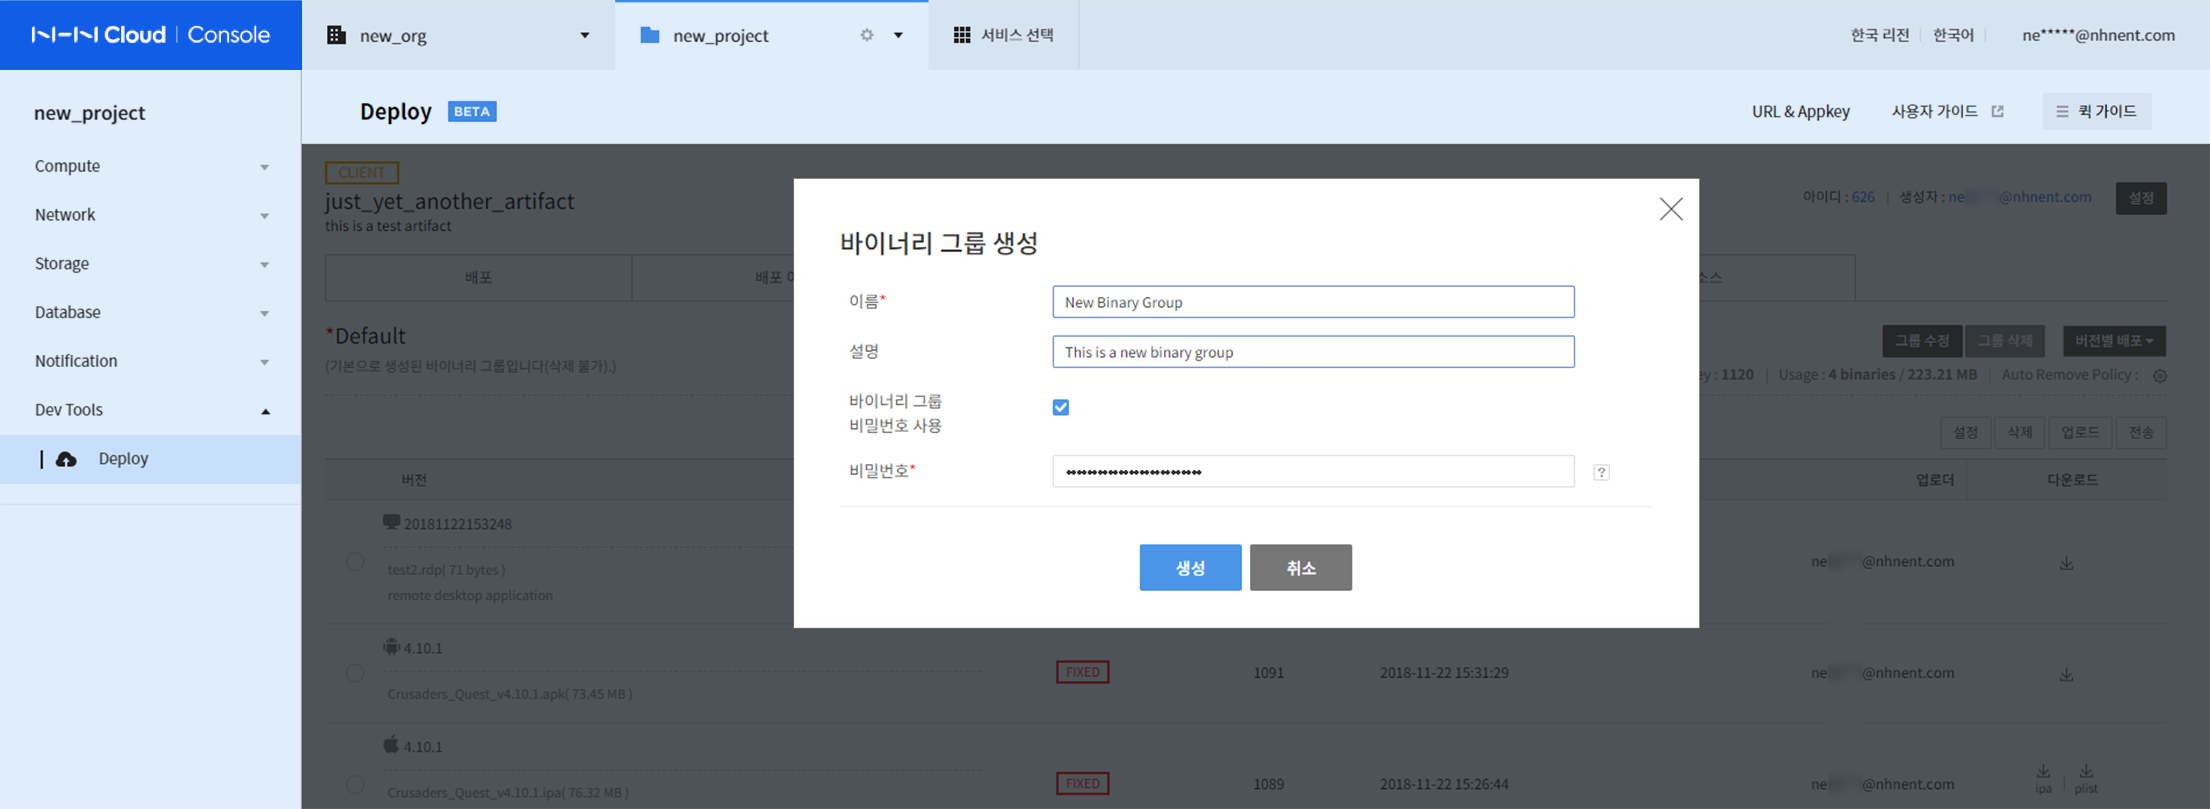 NHN Cloud | Console
new_org
new_project
서비스 선택
한국 리전
한국어
ne*****@nhnent.com
new_project
Compute
Network
Storage
Database
Notification
Dev Tools
Deploy
Deploy BETA
URL & Appkey
사용자 가이드
퀵 가이드
CLIENT
just_yet_another_artifact
this is a test artifact
아이디 : 626 | 생성자 : ne @nhnent.com
설정
배포
배포
소스
*Default
(기본으로 생성된 바이너리 그룹입니다(삭제 불가).)
그룹 수정
그룹 삭제
버전별 배포
ey : 1120 | Usage : 4 binaries / 223.21 MB | Auto Remove Policy :
설정
삭제
업로드
전송
버전
업로더
다운로드
20181122153248
test2.rdp( 71 bytes )
remote desktop application
ne @nhnent.com
4.10.1
Crusaders_Quest_v4.10.1.apk( 73.45 MB )
FIXED
1091
2018-11-22 15:31:29
ne @nhnent.com
4.10.1
Crusaders_Quest_v4.10.1.ipa( 76.32 MB )
FIXED
1089
2018-11-22 15:26:44
ne @nhnent.com
ipa | plist
바이너리 그룹 생성
이름*
New Binary Group
설명
This is a new binary group
바이너리 그룹
비밀번호 사용
비밀번호*
?
생성
취소